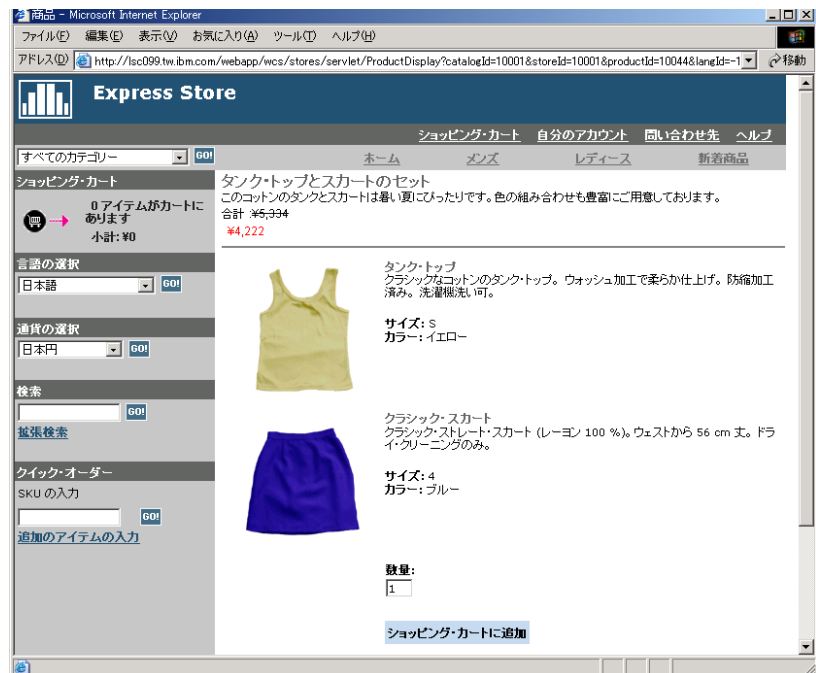 商品 - Microsoft Internet Explorer
ファイル(F) 編集(E) 表示(V) お気に入り(A) ツール(T) ヘルプ(H)
アドレス(D) http://lsc099.tw.ibm.com/webapp/wcs/stores/servlet/ProductDisplay?catalogId=10001&storeId=10001&productId=10044&langId=-1 移動
Express Store
ショッピング・カート 自分のアカウント 問い合わせ先 ヘルプ
すべてのカテゴリー GO!
ホーム メンズ レディース 新着商品
ショッピング・カート
0 アイテムがカートに
あります
小計: ¥0
言語の選択
日本語 GO!
通貨の選択
日本円 GO!
検索
GO!
拡張検索
クイック・オーダー
SKU の入力
GO!
追加のアイテムの入力
タンク・トップとスカートのセット
このコットンのタンクとスカートは暑い夏にぴったりです。色の組み合わせも豊富にご用意しております。
合計 :¥5,334
¥4,222
タンク・トップ
クラシックなコットンのタンク・トップ。ウォッシュ加工で柔らか仕上げ。防縮加工
済み。洗濯機洗い可。
サイズ: S
カラー: イエロー
クラシック・スカート
クラシック・ストレート・スカート (レーヨン 100 %)。ウェストから 56 cm 丈。ドラ
イ・クリーニングのみ。
サイズ: 4
カラー: ブルー
数量:
1
ショッピング・カートに追加